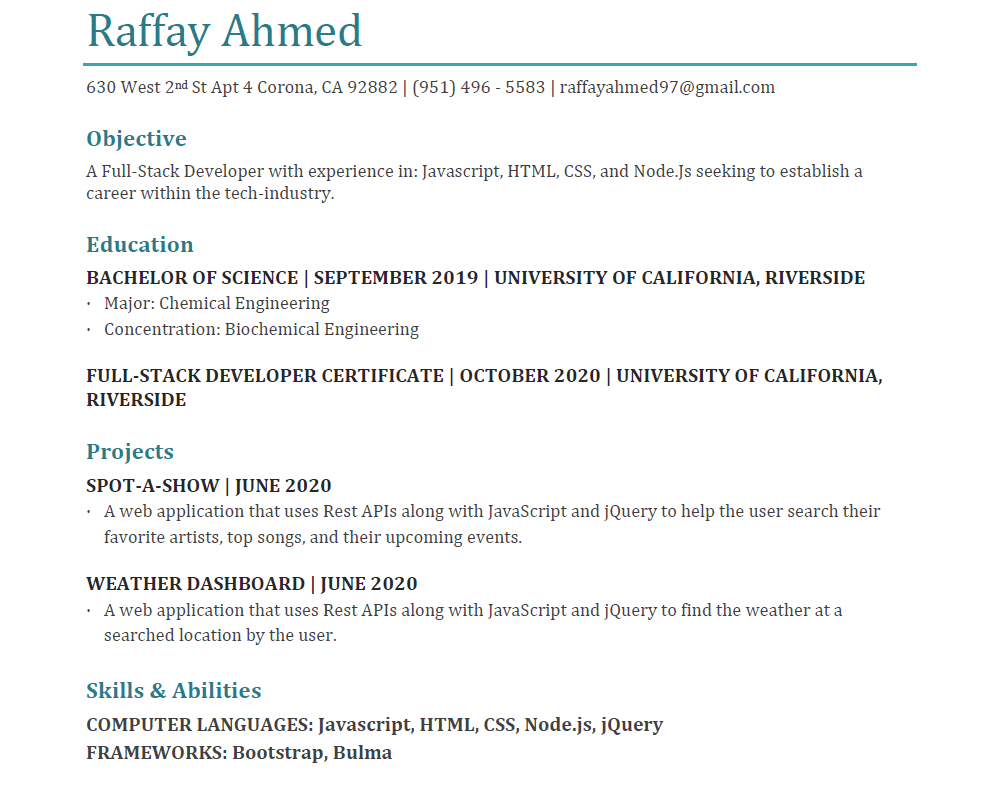 Raffay Ahmed
630 West 2nd St Apt 4 Corona, CA 92882 | (951) 496 - 5583 | raffayahmed97@gmail.com
Objective
A Full-Stack Developer with experience in: Javascript, HTML, CSS, and Node.Js seeking to establish a
career within the tech-industry.
Education
BACHELOR OF SCIENCE | SEPTEMBER 2019 | UNIVERSITY OF CALIFORNIA, RIVERSIDE
· Major: Chemical Engineering
· Concentration: Biochemical Engineering
FULL-STACK DEVELOPER CERTIFICATE | OCTOBER 2020 | UNIVERSITY OF CALIFORNIA,
RIVERSIDE
Projects
SPOT-A-SHOW | JUNE 2020
· A web application that uses Rest APIs along with JavaScript and jQuery to help the user search their
favorite artists, top songs, and their upcoming events.
WEATHER DASHBOARD | JUNE 2020
· A web application that uses Rest APIs along with JavaScript and jQuery to find the weather at a
searched location by the user.
Skills & Abilities
COMPUTER LANGUAGES: Javascript, HTML, CSS, Node.js, jQuery
FRAMEWORKS: Bootstrap, Bulma